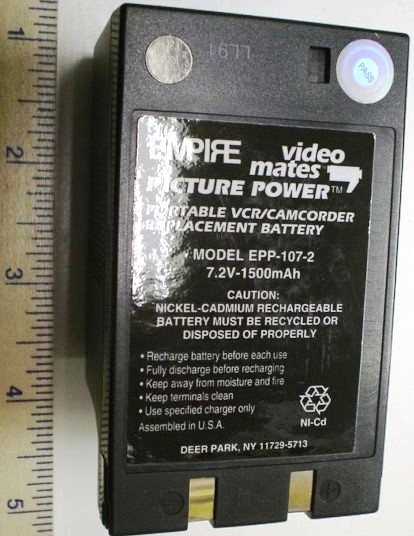 1
2
3
4
5
LL91
PASS
EMPIRE
video
mates
PICTURE POWER™
PORTABLE VCR/CAMCORDER
REPLACEMENT BATTERY
MODEL EPP-107-2
7.2V-1500mAh
CAUTION:
NICKEL-CADMIUM RECHARGEABLE
BATTERY MUST BE RECYCLED OR
DISPOSED OF PROPERLY
• Recharge battery before each use
• Fully discharge before recharging
• Keep away from moisture and fire
• Keep terminals clean
• Use specified charger only
Assembled in U.S.A.
Ni-Cd
DEER PARK, NY 11729-5713
- +